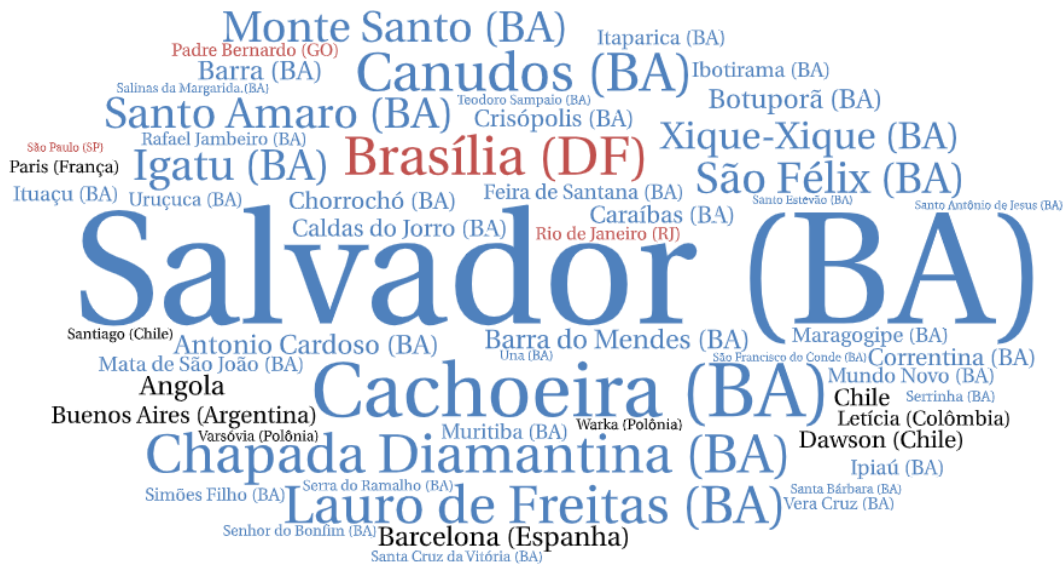 Monte Santo (BA)
Itaparica (BA)
Padre Bernardo (GO)
Barra (BA)
Canudos (BA)
Ibotirama (BA)
Salinas da Margarida.(BA)
Santo Amaro (BA)
Teodoro Sampaio (BA)
Botuporã (BA)
Crisópolis (BA)
Rafael Jambeiro (BA)
Xique-Xique (BA)
São Paulo (SP)
Paris (França)
Igatu (BA)
Brasília (DF)
São Félix (BA)
Ituaçu (BA)
Uruçuca (BA)
Chorrochó (BA)
Feira de Santana (BA)
Santo Estêvão (BA)
Santo Antônio de Jesus (BA)
Caraíbas (BA)
Caldas do Jorro (BA)
Rio de Janeiro (RJ)
Salvador (BA)
Santiago (Chile)
Antonio Cardoso (BA)
Barra do Mendes (BA)
Maragogipe (BA)
Mata de São João (BA)
Una (BA)
São Francisco do Conde (BA)
Correntina (BA)
Angola
Cachoeira (BA)
Mundo Novo (BA)
Chile
Serrinha (BA)
Buenos Aires (Argentina)
Letícia (Colômbia)
Varsóvia (Polônia)
Muritiba (BA)
Warka (Polônia)
Dawson (Chile)
Chapada Diamantina (BA)
Ipiaú (BA)
Simões Filho (BA)
Serra do Ramalho (BA)
Lauro de Freitas (BA)
Santa Bárbara (BA)
Vera Cruz (BA)
Senhor do Bonfim (BA)
Barcelona (Espanha)
Santa Cruz da Vitória (BA)